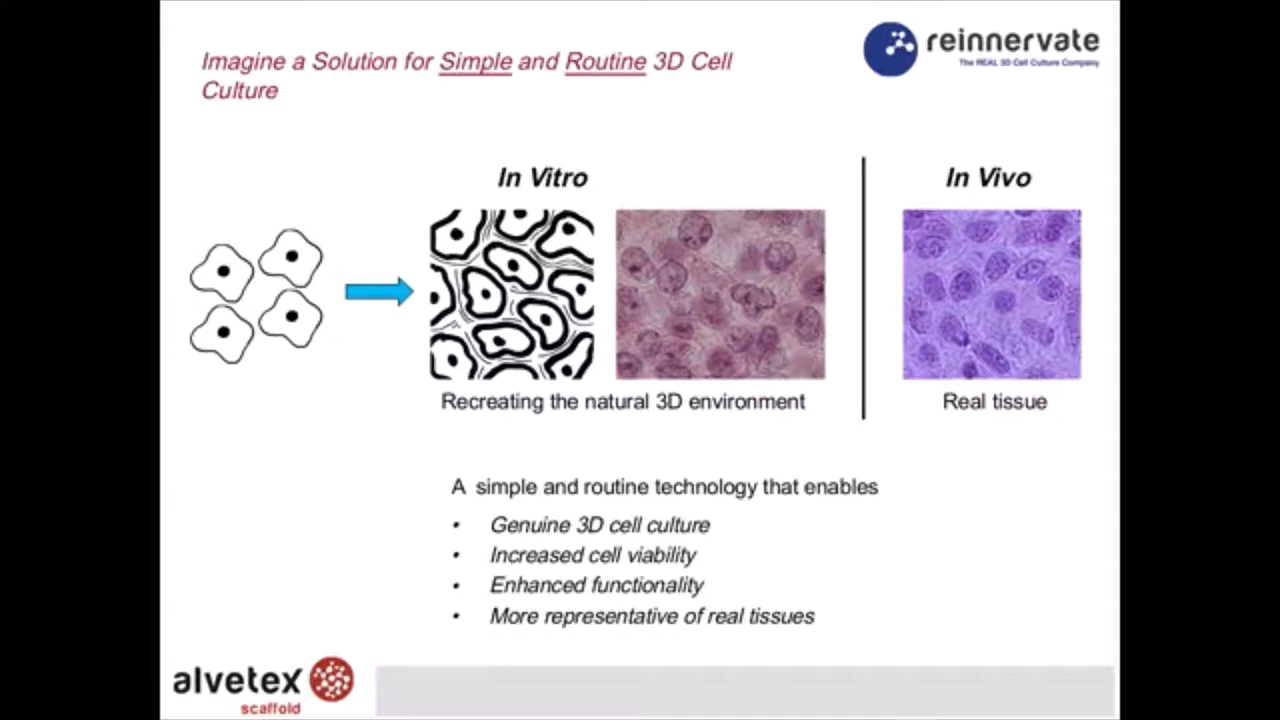 Imagine a Solution for Simple and Routine 3D Cell
Culture
reinnervate
The REAL 3D Cell Culture Company
In Vitro
In Vivo
Recreating the natural 3D environment
Real tissue
A simple and routine technology that enables
• Genuine 3D cell culture
• Increased cell viability
• Enhanced functionality
• More representative of real tissues
alvetex
scaffold